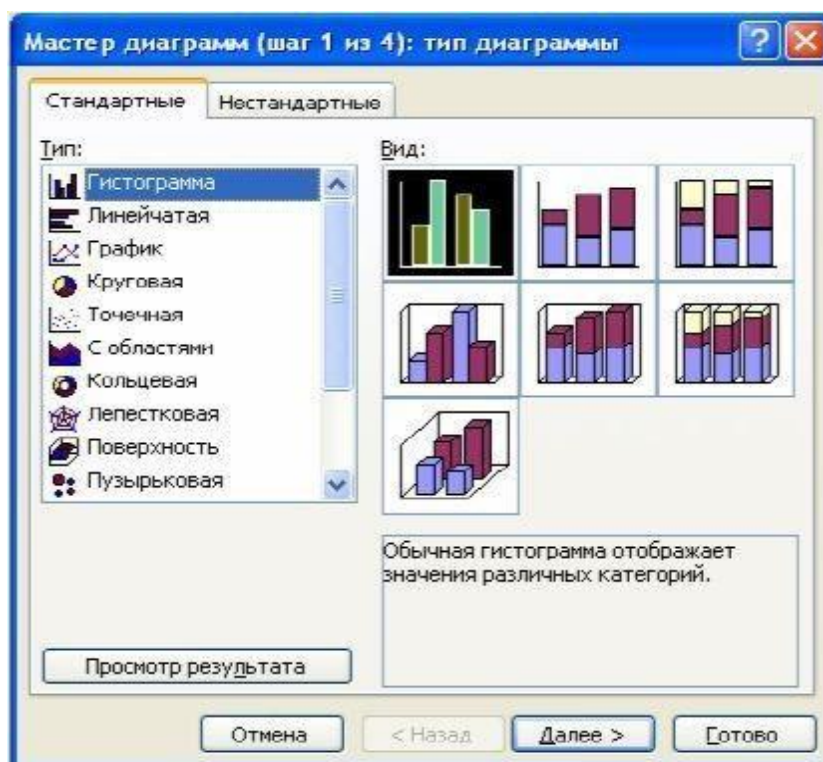 Мастер диаграмм (шаг 1 из 4): тип диаграммы
Стандартные
Нестандартные
Тип:
Гистограмма
Линейчатая
График
Круговая
Точечная
С областями
Кольцевая
Лепестковая
Поверхность
Пузырьковая
Вид:
Обычная гистограмма отображает
значения различных категорий.
Просмотр результата
Отмена
< Назад
Далее >
Готово